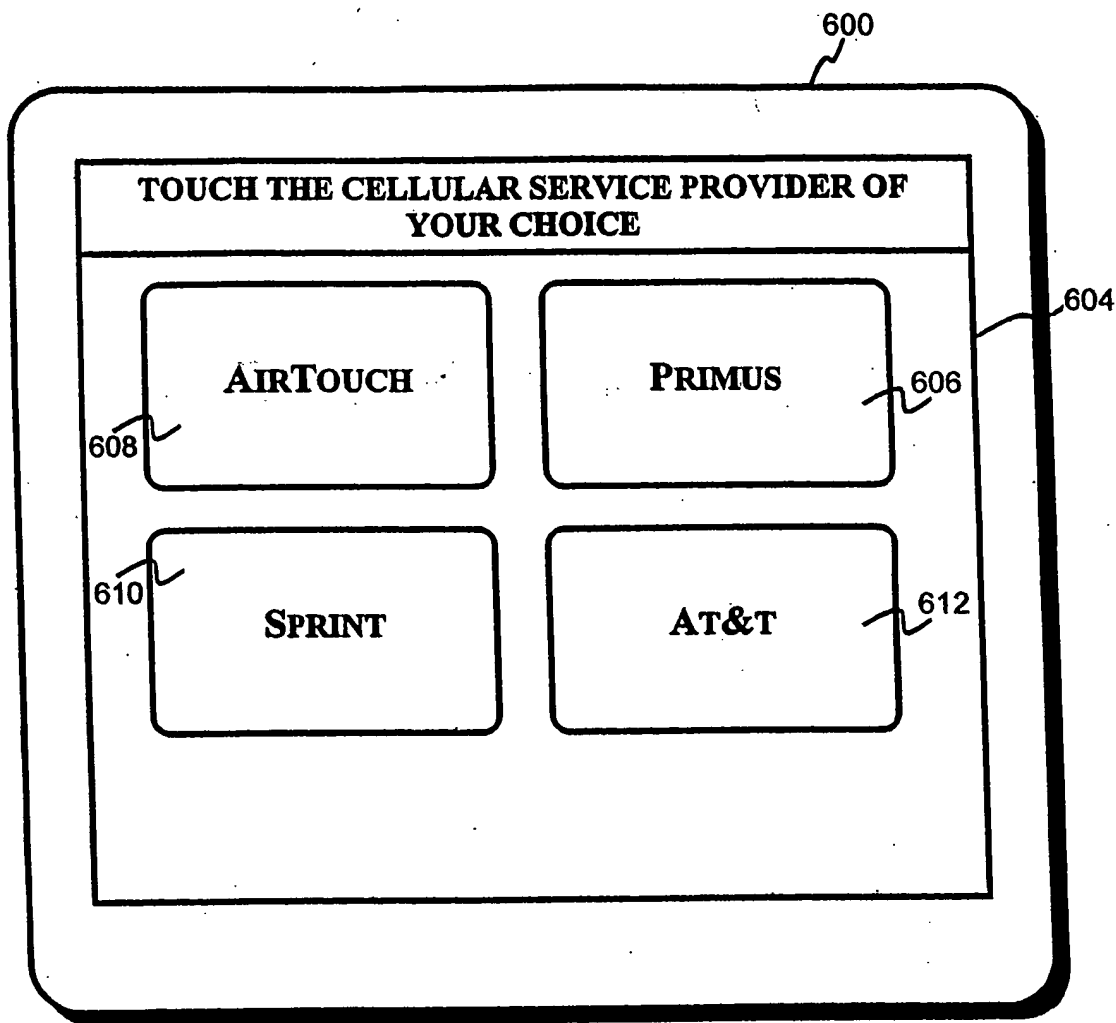 600
TOUCH THE CELLULAR SERVICE PROVIDER OF
YOUR CHOICE
604
AIRTOUCH
PRIMUS
606
608
610
SPRINT
AT&T
612